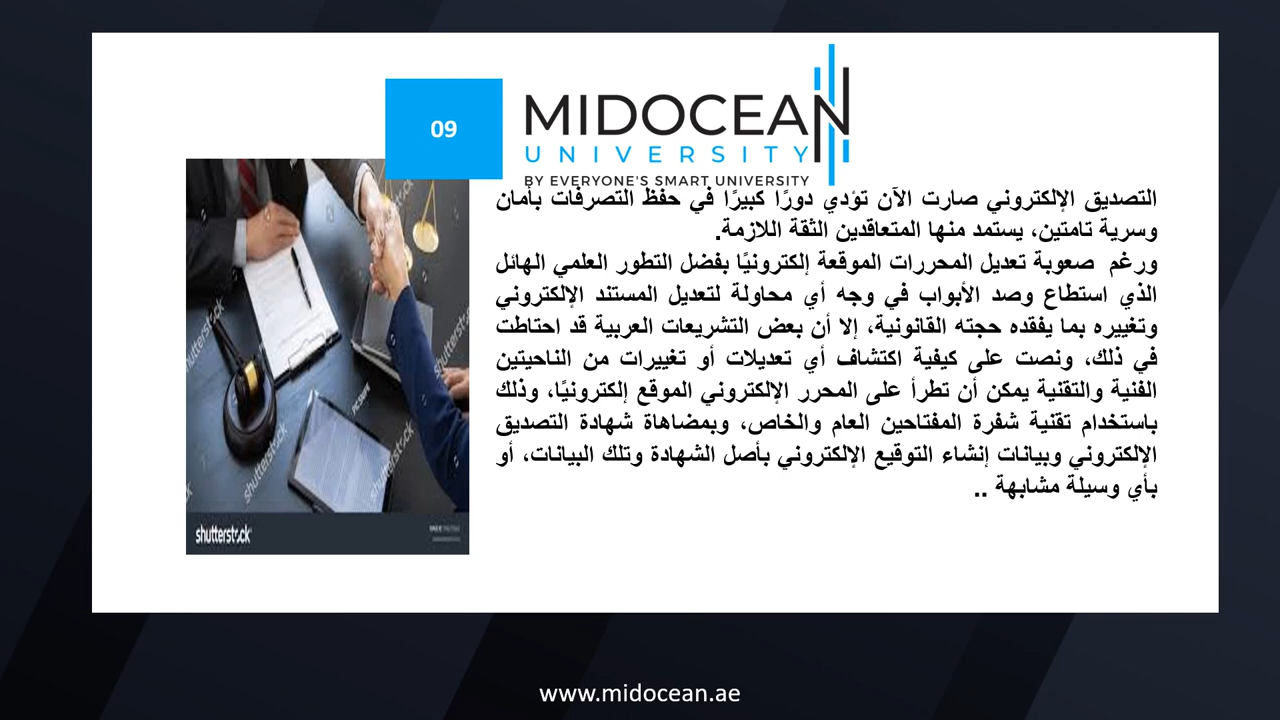 09
MIDOCEAN
UNIVERSITY
BY EVERYONE'S SMART UNIVERSITY
التصديق الإلكتروني صارت الآن تؤدي دورًا كبيرًا في حفظ التصرفات بأمان
وسرية تامتين، يستمد منها المتعاقدين الثقة اللازمة.
ورغم صعوبة تعديل المحررات الموقعة إلكترونيًا بفضل التطور العلمي الهائل
الذي استطاع وصد الأبواب في وجه أي محاولة لتعديل المستند الإلكتروني
وتغييره بما يفقده حجته القانونية، إلا أن بعض التشريعات العربية قد احتاطت
في ذلك، ونصت على كيفية اكتشاف أي تعديلات أو تغييرات من الناحيتين
الفنية والتقنية يمكن أن تطرأ على المحرر الإلكتروني الموقع إلكترونيًا، وذلك
باستخدام تقنية شفرة المفتاحين العام والخاص، وبمضاهاة شهادة التصديق
الإلكتروني وبيانات إنشاء التوقيع الإلكتروني بأصل الشهادة وتلك البيانات، أو
بأي وسيلة مشابهة ..
shutterstock
www.midocean.ae